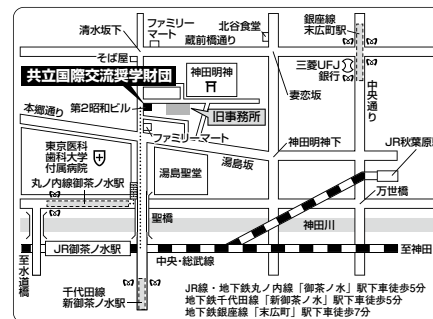 清水坂下
ファミリー
マート
北谷食堂
蔵前橋通り
銀座線
末広町駅
そば屋
神田明神
三菱UFJ
銀行
共立国際交流奨学財団
妻恋坂
中央通り
本郷通り
第2昭和ビル
旧事務所
ファミリーマート
神田明神下
JR秋葉原
東京医科
歯科大学
付属病院
湯島聖堂
湯島坂
丸ノ内線御茶ノ水駅
万世橋
聖橋
神田川
JR御茶ノ水駅
至神田
至水道橋
中央・総武線
千代田線
新御茶ノ水駅
JR線・地下鉄丸ノ内線「御茶ノ水」駅下車徒歩5分
地下鉄千代田線「新御茶ノ水」駅下車徒歩5分
地下鉄銀座線「末広町」駅下車徒歩7分